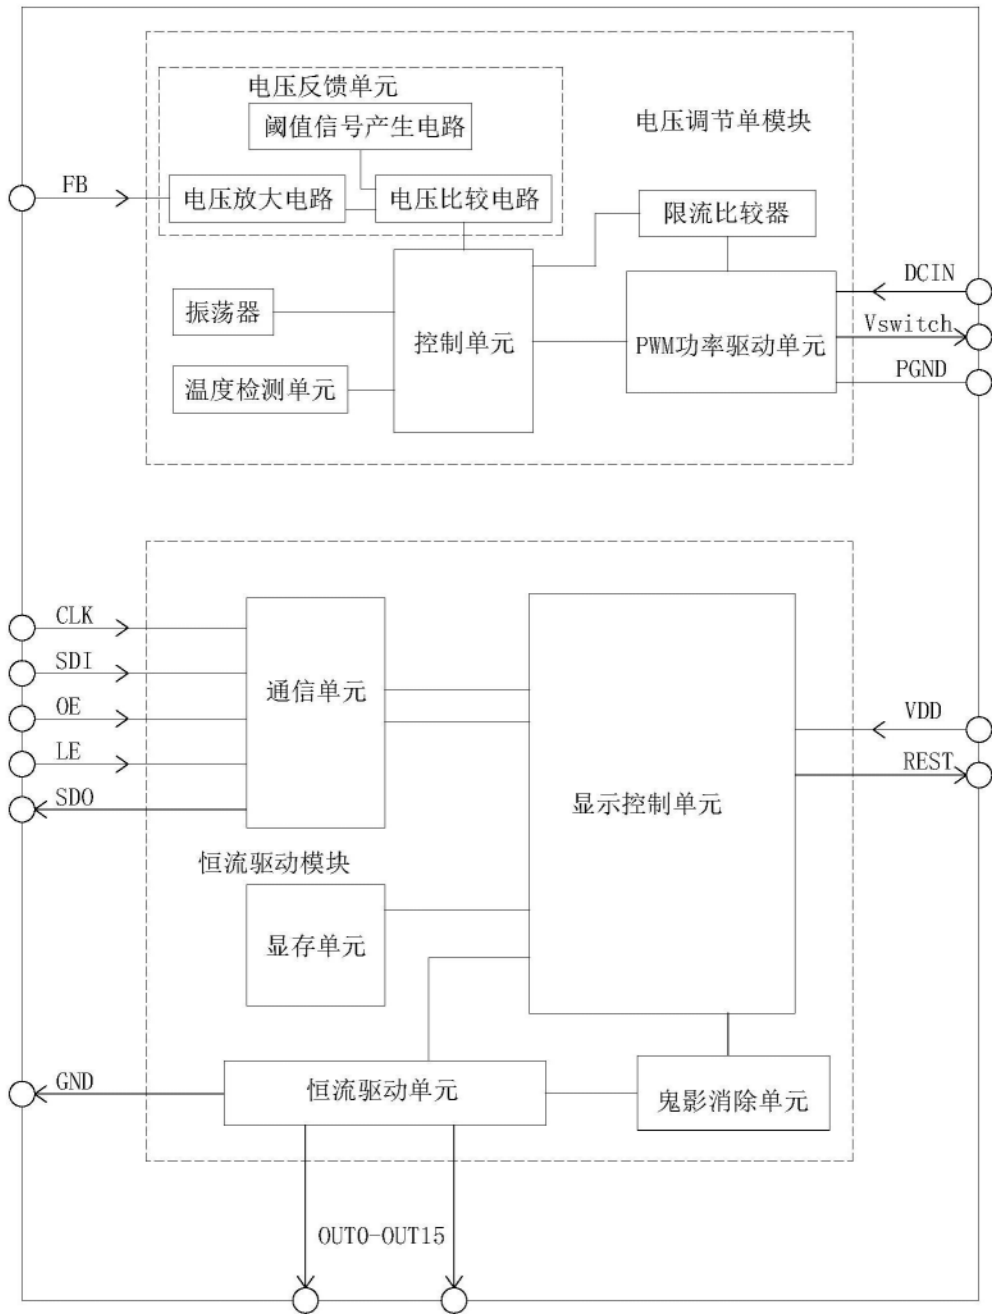 电压反馈单元
阈值信号产生电路
电压调节单模块
FB
电压放大电路
电压比较电路
限流比较器
DCIN
振荡器
控制单元
PWM功率驱动单元
Vswitch
温度检测单元
PGND
CLK
SDI
通信单元
OE
VDD
LE
REST
SDO
显示控制单元
恒流驱动模块
显存单元
GND
恒流驱动单元
鬼影消除单元
OUT0-OUT15